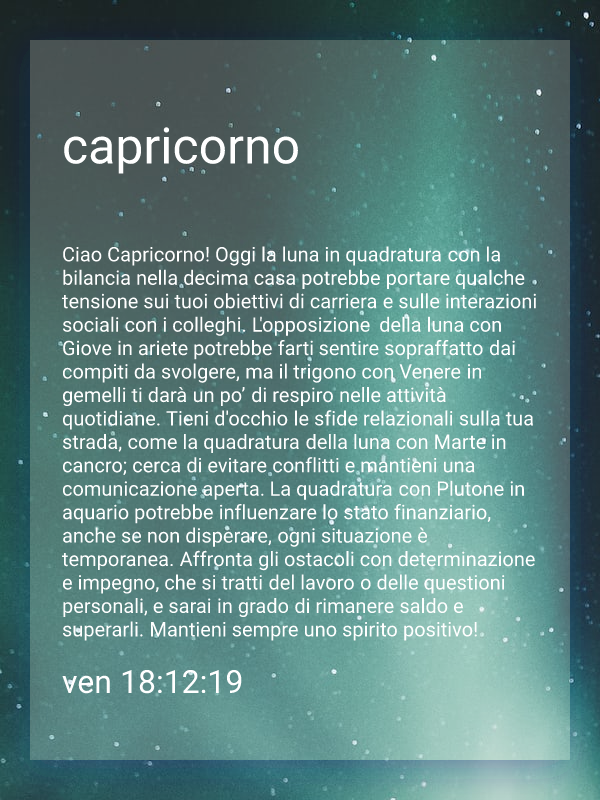 capricorno
Ciao Capricorno! Oggi la luna in quadratura con la
bilancia nella decima casa potrebbe portare qualche
tensione sui tuoi obiettivi di carriera e sulle interazioni
sociali con i colleghi. L'opposizione  della luna con
Giove in ariete potrebbe farti sentire sopraffatto dai
compiti da svolgere, ma il trigono con Venere in
gemelli ti darà un po’ di respiro nelle attività
quotidiane. Tieni d'occhio le sfide relazionali sulla tua
strada, come la quadratura della luna con Marte in
cancro; cerca di evitare conflitti e mantieni una
comunicazione aperta. La quadratura con Plutone in
aquario potrebbe influenzare lo stato finanziario,
anche se non disperare, ogni situazione è
temporanea. Affronta gli ostacoli con determinazione
e impegno, che si tratti del lavoro o delle questioni
personali, e sarai in grado di rimanere saldo e
superarli. Mantieni sempre uno spirito positivo!
ven 18:12:19